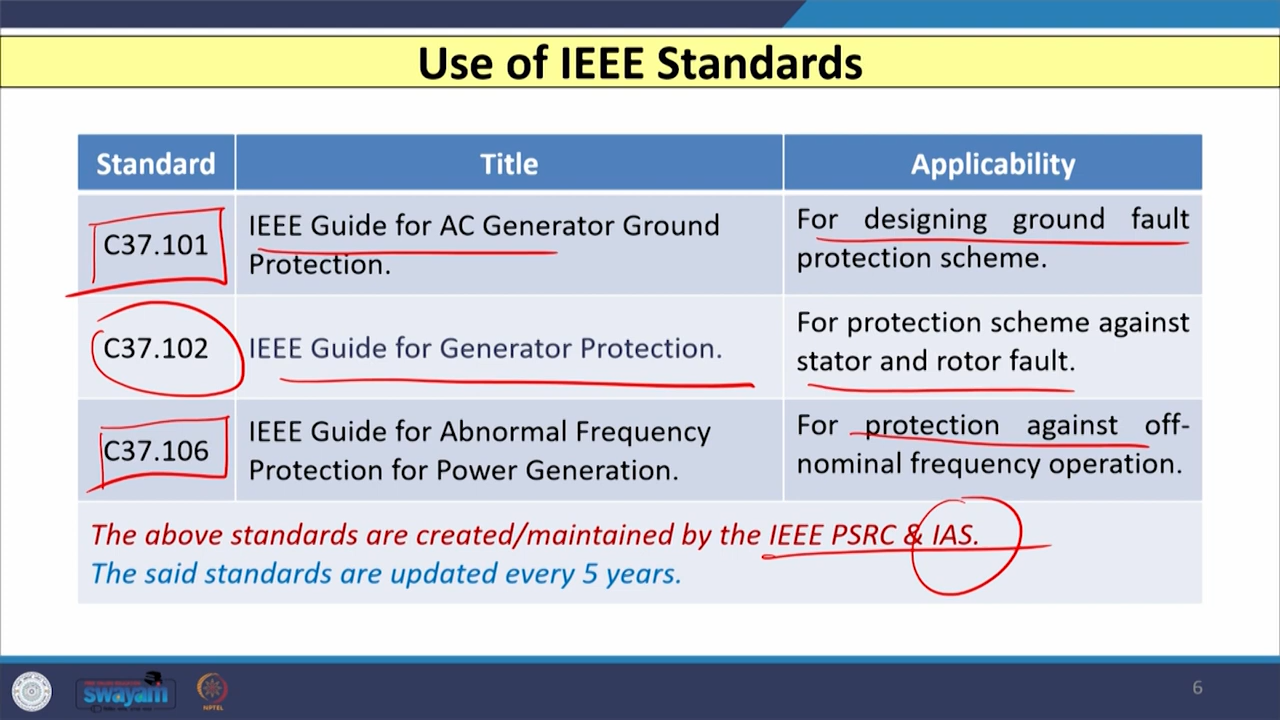 Use of IEEE Standards
Standard Title Applicability
C37.101
IEEE Guide for AC Generator Ground
Protection.
For designing ground fault
protection scheme.
C37.102
IEEE Guide for Generator Protection.
For protection scheme against
stator and rotor fault.
C37.106
IEEE Guide for Abnormal Frequency
Protection for Power Generation.
For protection against off-
nominal frequency operation.
The above standards are created/maintained by the IEEE PSRC & IAS.
The said standards are updated every 5 years.
swayam
NPTEL
6